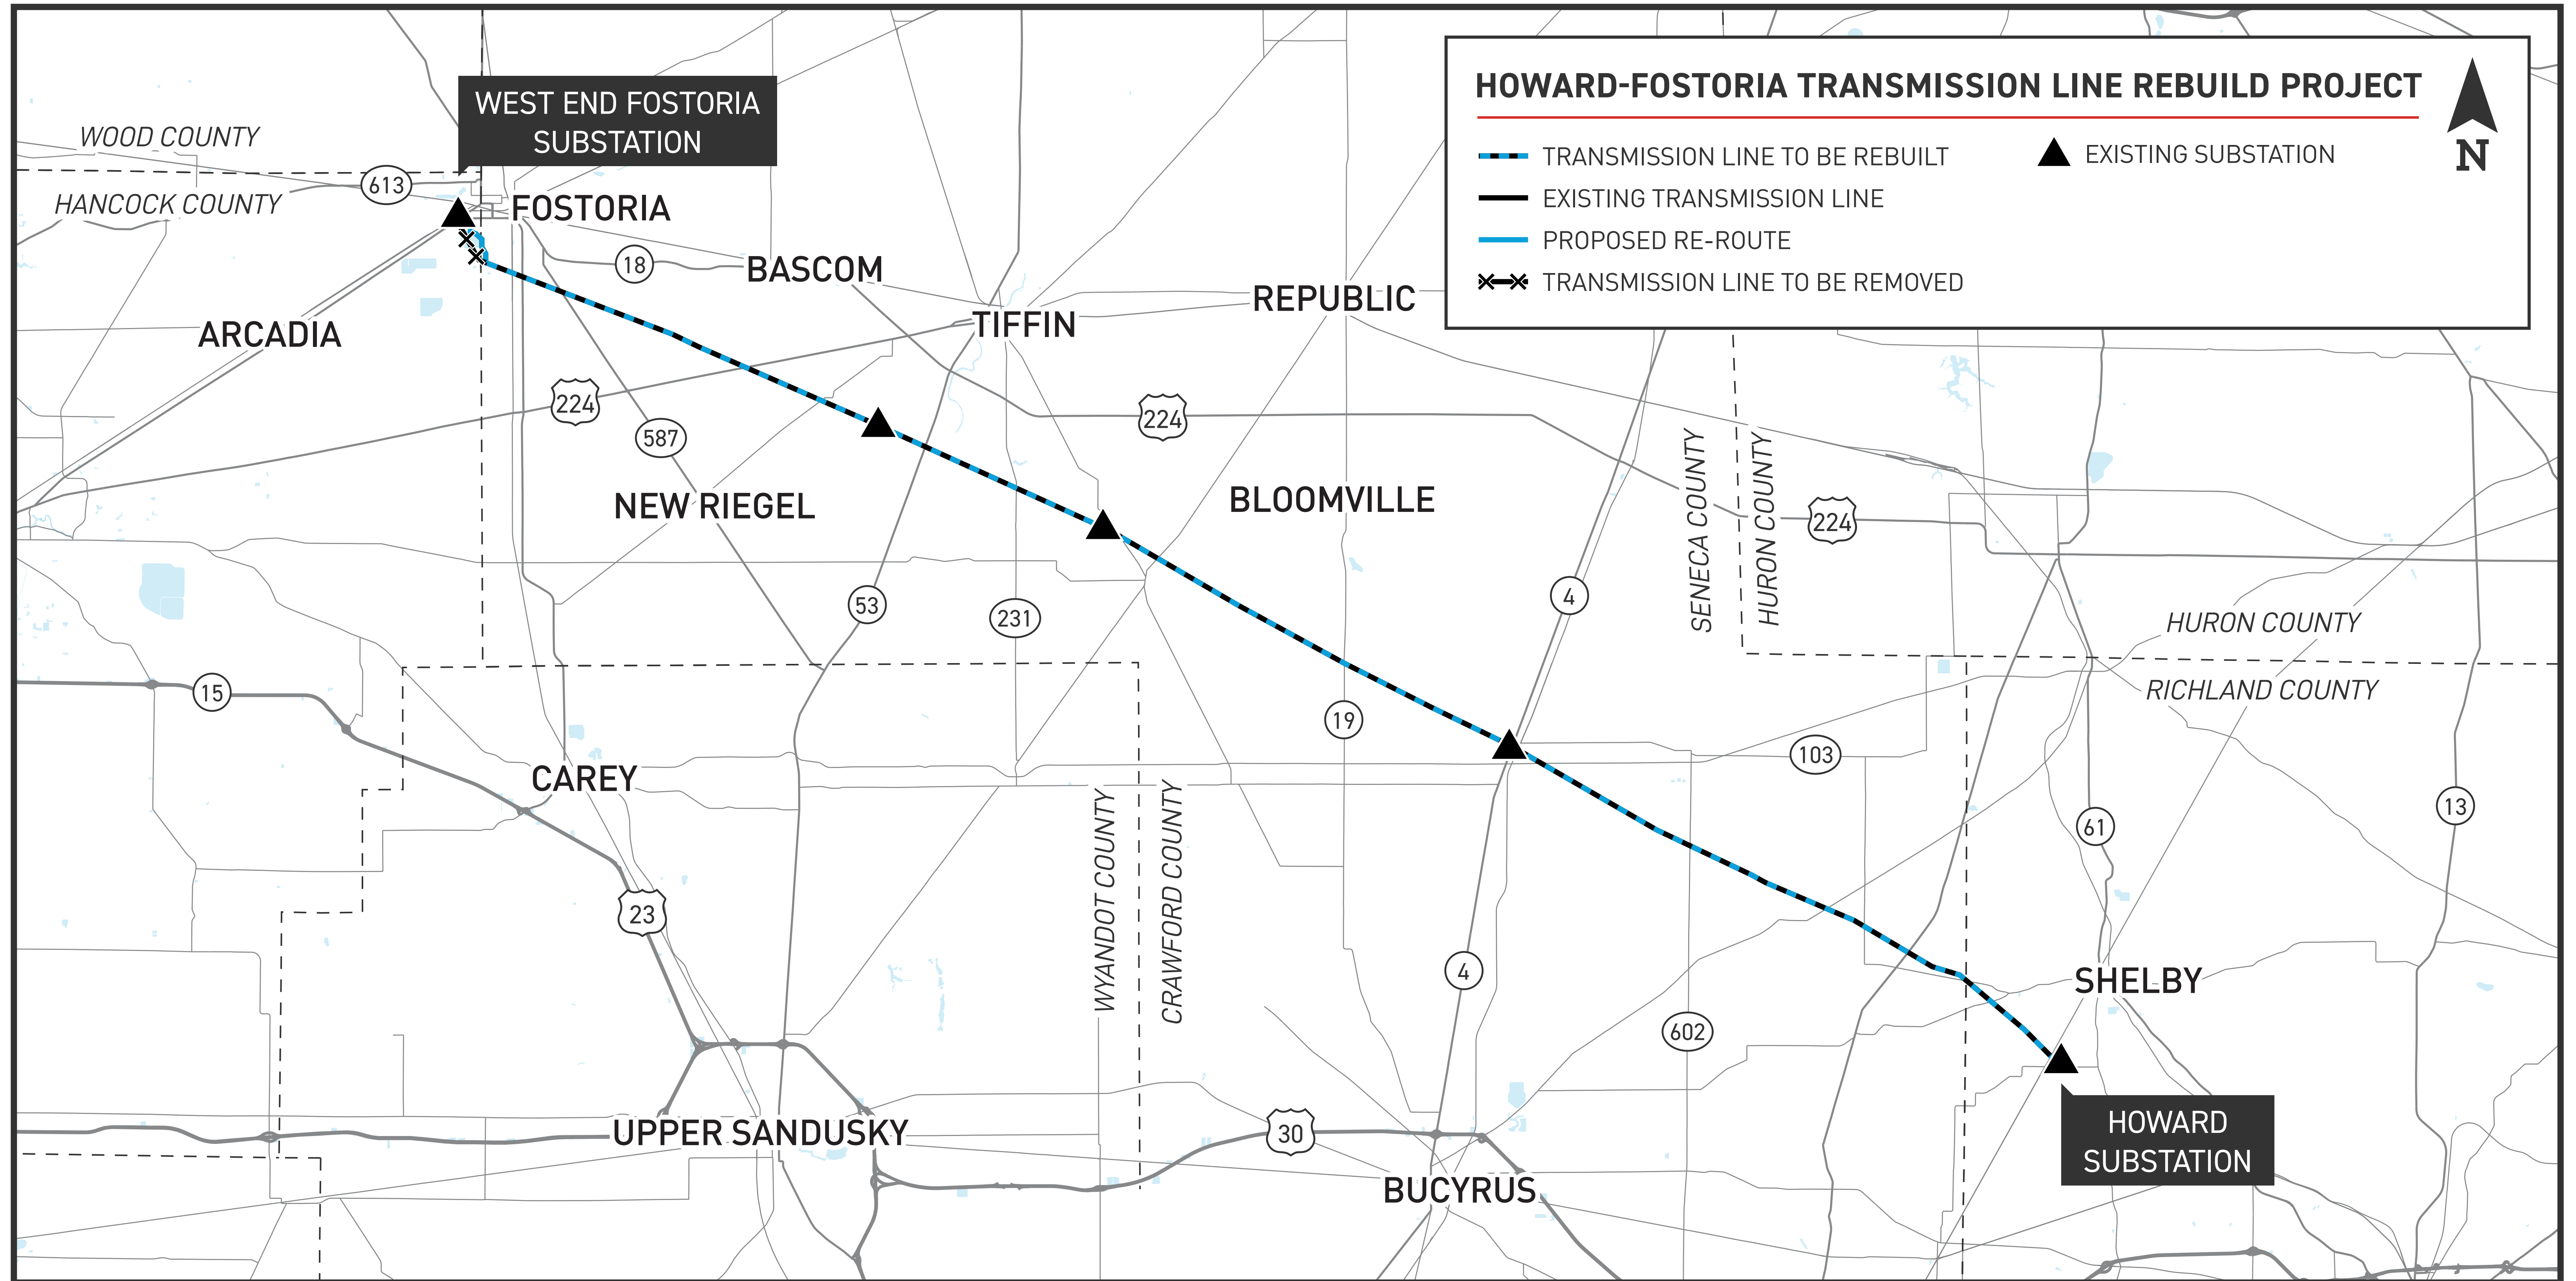 HOWARD-FOSTORIA TRANSMISSION LINE REBUILD PROJECT
TRANSMISSION LINE TO BE REBUILT
EXISTING TRANSMISSION LINE
PROPOSED RE-ROUTE
TRANSMISSION LINE TO BE REMOVED
EXISTING SUBSTATION
N
WEST END FOSTORIA
SUBSTATION
WOOD COUNTY
HANCOCK COUNTY
613
FOSTORIA
18
BASCOM
ARCADIA
TIFFIN
REPUBLIC
224
587
224
NEW RIEGEL
BLOOMVILLE
SENECA COUNTY
HURON COUNTY
224
53
231
4
HURON COUNTY
RICHLAND COUNTY
15
19
103
CAREY
13
61
WYANDOT COUNTY
CRAWFORD COUNTY
23
4
SHELBY
602
UPPER SANDUSKY
30
BUCYRUS
HOWARD
SUBSTATION